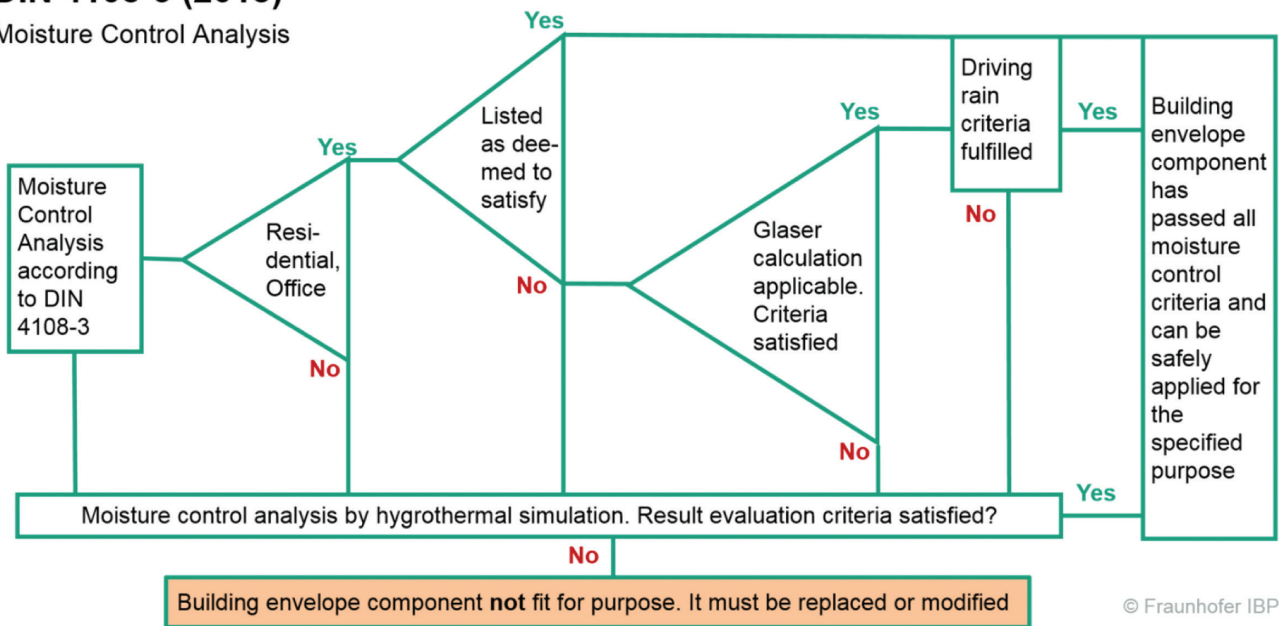 DIN 4108-3 (2018)
Moisture Control Analysis
Moisture
Control
Analysis
according
to DIN
4108-3
Yes
Resi-
dential,
Office
No
Yes
Listed
as dee-
med to
satisfy
No
Yes
Glaser
calculation
applicable.
Criteria
satisfied
No
Driving
rain
criteria
fulfilled
Yes
No
Building
envelope
component
has
passed all
moisture
control
criteria and
can be
safely
applied for
the
specified
purpose
Moisture control analysis by hygrothermal simulation. Result evaluation criteria satisfied?
Yes
No
Building envelope component not fit for purpose. It must be replaced or modified
© Fraunhofer IBP